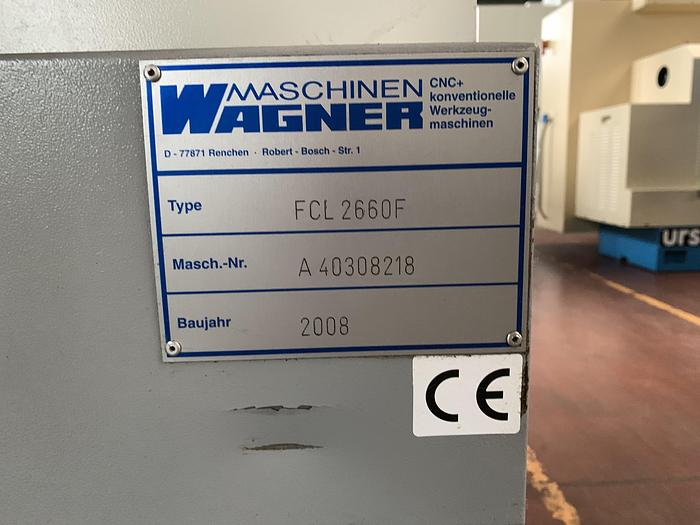 MASCHINEN
WAGNER
CNC+
konventionelle
Werkzeug-
maschinen
D - 77871 Renchen · Robert - Bosch - Str. 1
Type FCL 2660F
Masch.-Nr. A 40308218
Baujahr 2008
CE
urs